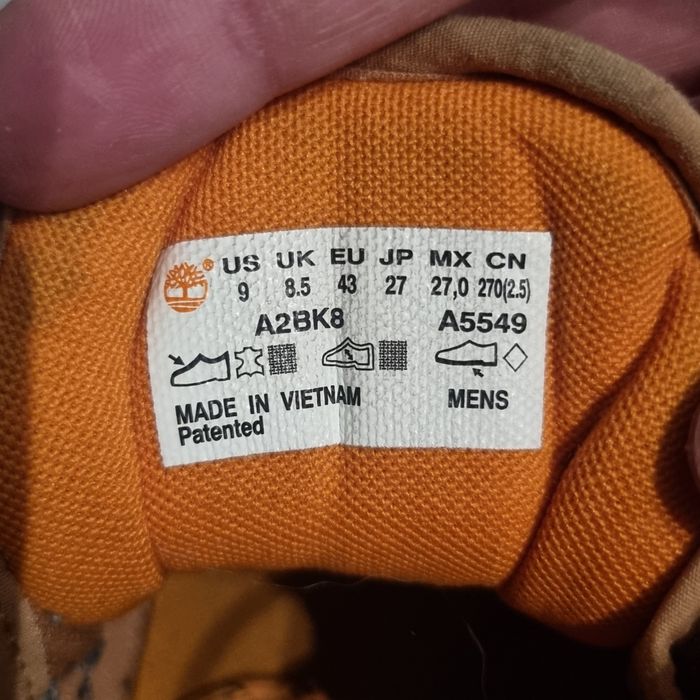 US UK EU JP MX CN
9 8.5 43 27 27,0 270(2.5)
A2BK8 A5549
MADE IN VIETNAM MENS
Patented